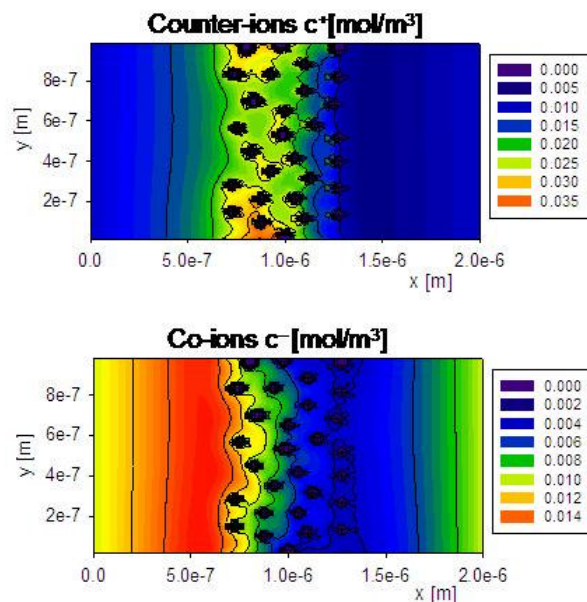 Counter-ions c⁺[mol/m³]
y [m]
8e-7
6e-7
4e-7
2e-7
0.0 5.0e-7 1.0e-6 1.5e-6 2.0e-6
x [m]
0.000
0.005
0.010
0.015
0.020
0.025
0.030
0.035
Co-ions c⁻[mol/m³]
y [m]
8e-7
6e-7
4e-7
2e-7
0.0 5.0e-7 1.0e-6 1.5e-6 2.0e-6
x [m]
0.000
0.002
0.004
0.006
0.008
0.010
0.012
0.014